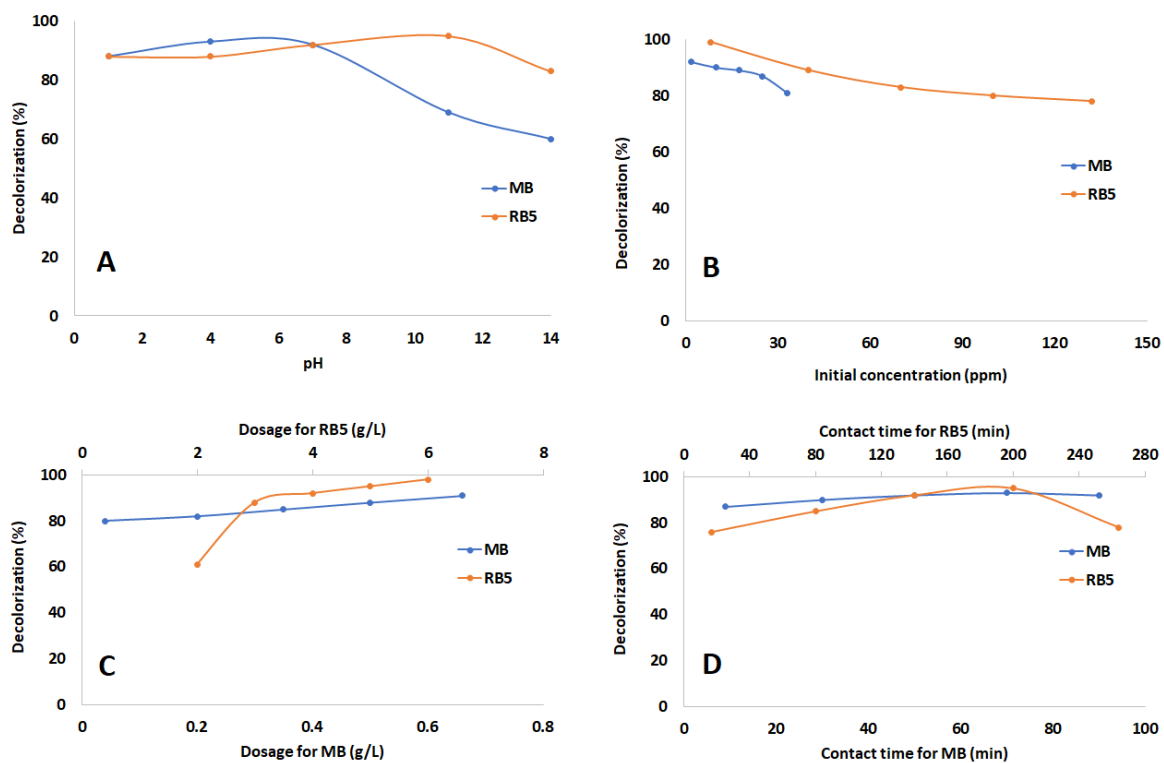 100
80
60
40
20
0
Decolorization (%)
0 2 4 6 8 10 12 14
pH
MB
RB5
A
100
80
60
40
20
0
Decolorization (%)
0 30 60 90 120 150
Initial concentration (ppm)
MB
RB5
B
Dosage for RB5 (g/L)
0 2 4 6 8
100
80
60
40
20
0
Decolorization (%)
MB
RB5
C
0 0.2 0.4 0.6 0.8
Dosage for MB (g/L)
Contact time for RB5 (min)
0 40 80 120 160 200 240 280
100
80
60
40
20
0
Decolorization (%)
MB
RB5
D
0 20 40 60 80 100
Contact time for MB (min)